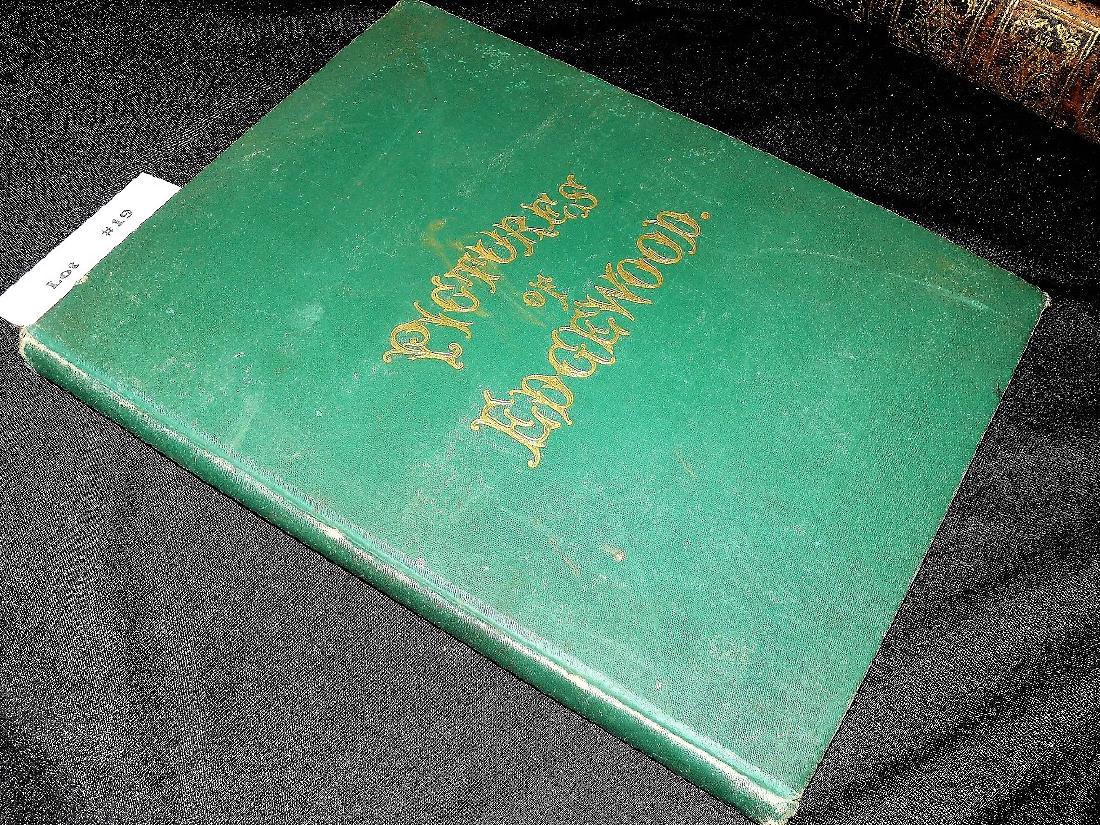 PICTURES
OF
EDGEWOOD.
Lot #19